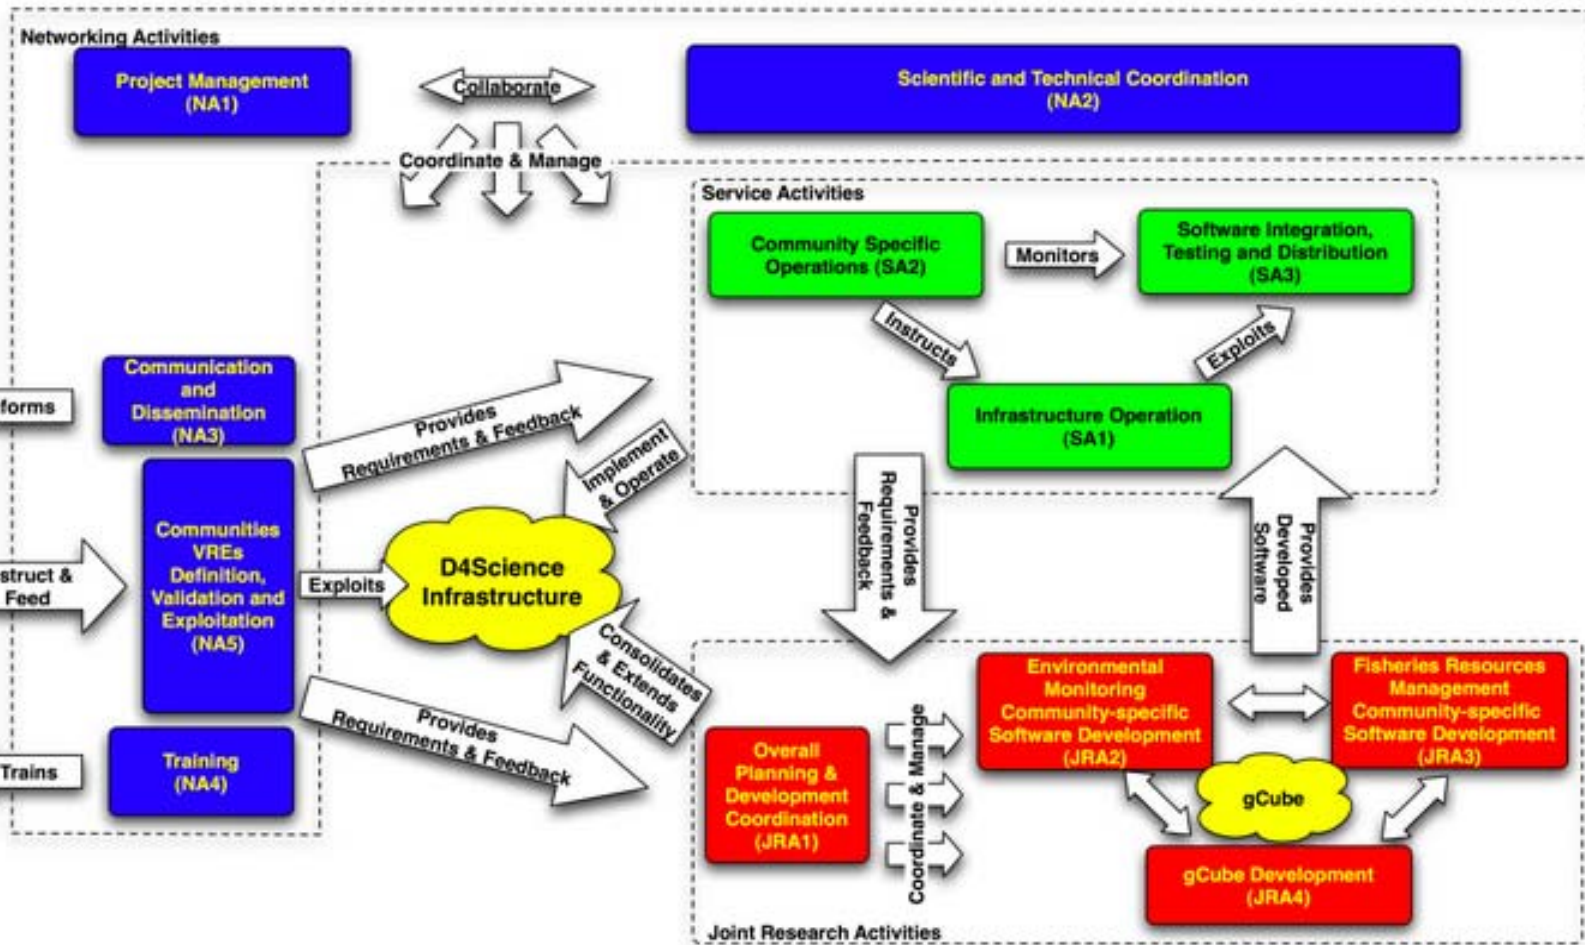 Networking Activities
Project Management
(NA1)
Collaborate
Scientific and Technical Coordination
(NA2)
Coordinate & Manage
Service Activities
Community Specific
Operations (SA2)
Monitors
Software Integration,
Testing and Distribution
(SA3)
Instructs
Exploits
Infrastructure Operation
(SA1)
Communication
and
Dissemination
(NA3)
forms
Provides
Requirements & Feedback
Implement
& Operate
Communities
VREs
Definition,
Validation and
Exploitation
(NA5)
struct &
Feed
Exploits
D4Science
Infrastructure
Provides
Requirements &
Feedback
Provides
Developed
Software
Consolidates
& Extends
Functionality
Provides
Requirements & Feedback
Training
(NA4)
Trains
Overall
Planning &
Development
Coordination
(JRA1)
Coordinate & Manage
Environmental
Monitoring
Community-specific
Software Development
(JRA2)
Fisheries Resources
Management
Community-specific
Software Development
(JRA3)
gCube
gCube Development
(JRA4)
Joint Research Activities